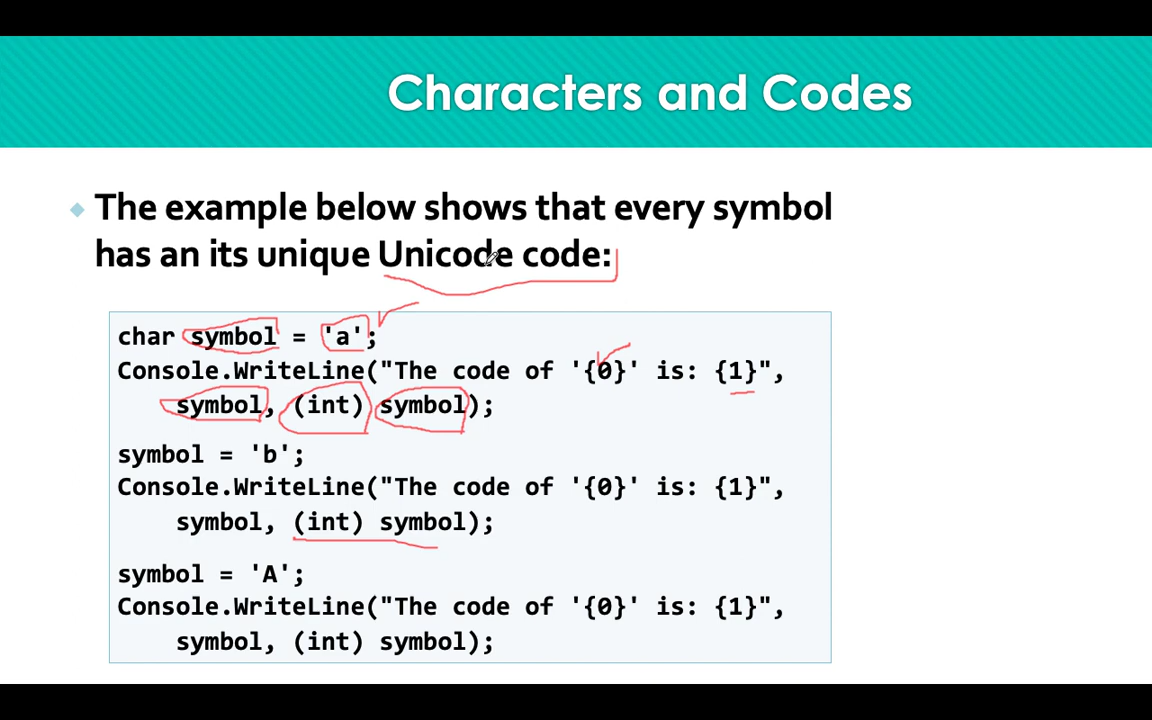 Characters and Codes
The example below shows that every symbol
has an its unique Unicode code:
char symbol = 'a';
Console.WriteLine("The code of '{0}' is: {1}",
symbol, (int) symbol);
symbol = 'b';
Console.WriteLine("The code of '{0}' is: {1}",
symbol, (int) symbol);
symbol = 'A';
Console.WriteLine("The code of '{0}' is: {1}",
symbol, (int) symbol);